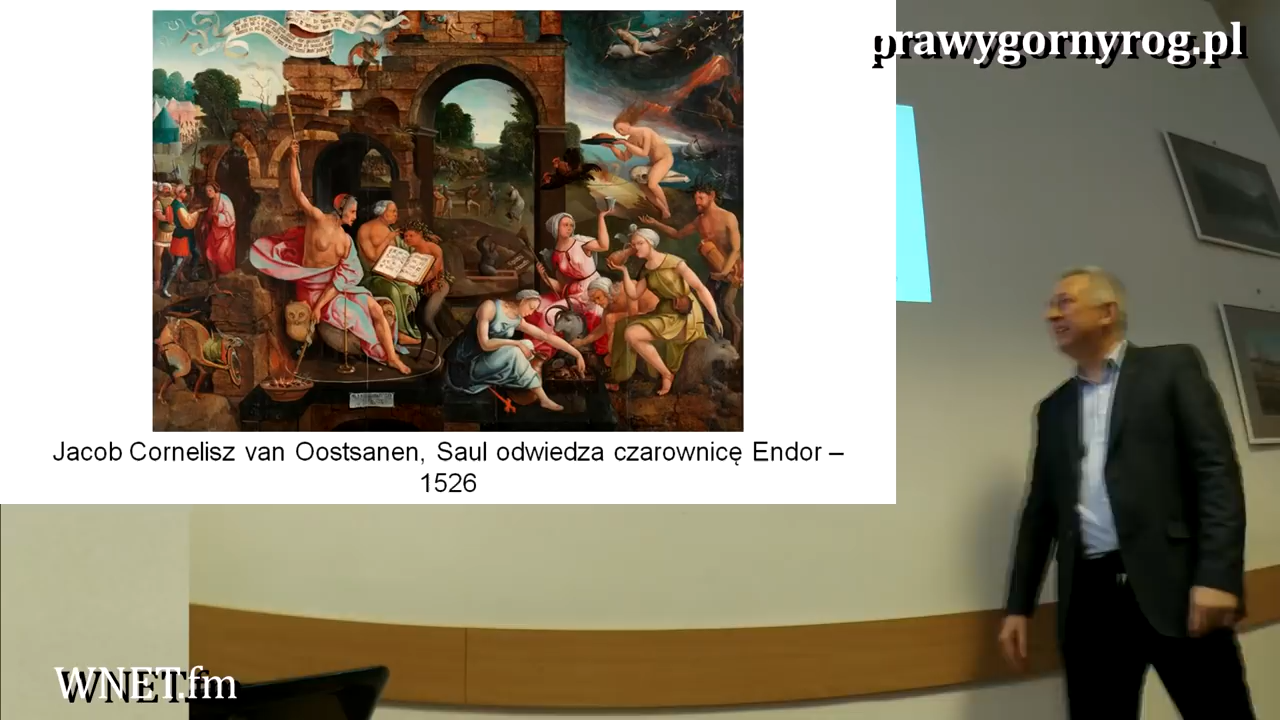 prawygornyrog.pl
Jacob Cornelisz van Oostsanen, Saul odwiedza czarownicę Endor –
1526
WNET.fm